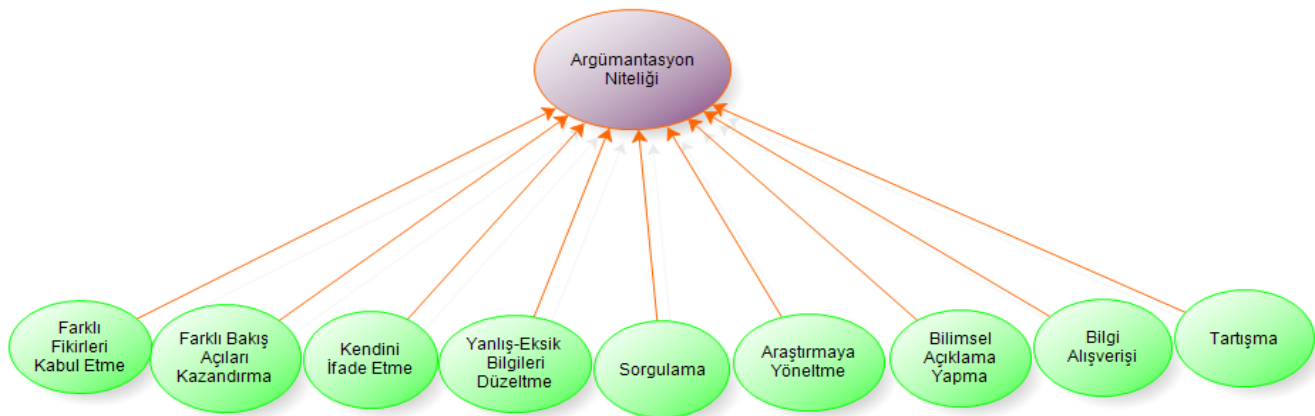 Argümantasyon
Niteliği
Farklı
Fikirleri
Kabul Etme
Farklı Bakış
Açıları
Kazandırma
Kendini
İfade Etme
Yanlış-Eksik
Bilgileri
Düzeltme
Sorgulama
Araştırmaya
Yöneltme
Bilimsel
Açıklama
Yapma
Bilgi
Alışverişi
Tartışma